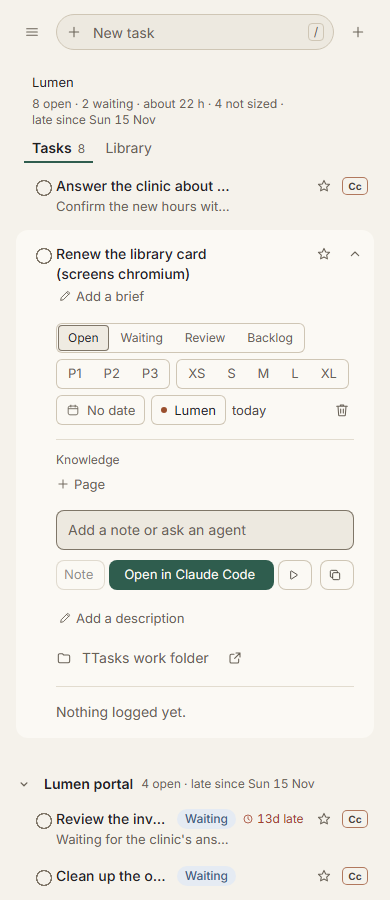 New task /
Lumen
8 open · 2 waiting · about 22 h · 4 not sized ·
late since Sun 15 Nov
Tasks 8 Library
Answer the clinic about ... Cc
Confirm the new hours wit...
Renew the library card
(screens chromium)
Add a brief
Open Waiting Review Backlog
P1 P2 P3 XS S M L XL
No date Lumen today
Knowledge
Page
Add a note or ask an agent
Note Open in Claude Code
Add a description
TTasks work folder
Nothing logged yet.
Lumen portal 4 open · late since Sun 15 Nov
Review the inv... Waiting 13d late Cc
Waiting for the clinic's ans...
Clean up the o... Waiting Cc